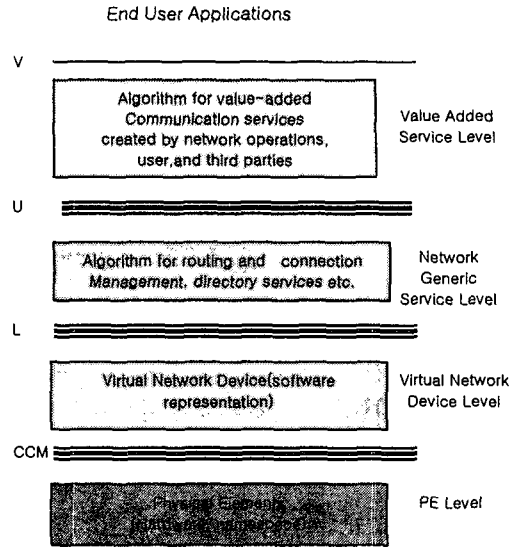 End User Applications
V
Algorithm for value-added
Communication services
created by network operations,
user,and third parties
Value Added
Service Level
U
Algorithm for routing and connection
Management, directory services etc.
Network
Generic
Service Level
L
Virtual Network Device(software
representation)
Virtual Network
Device Level
CCM
Physical Elements
PE Level